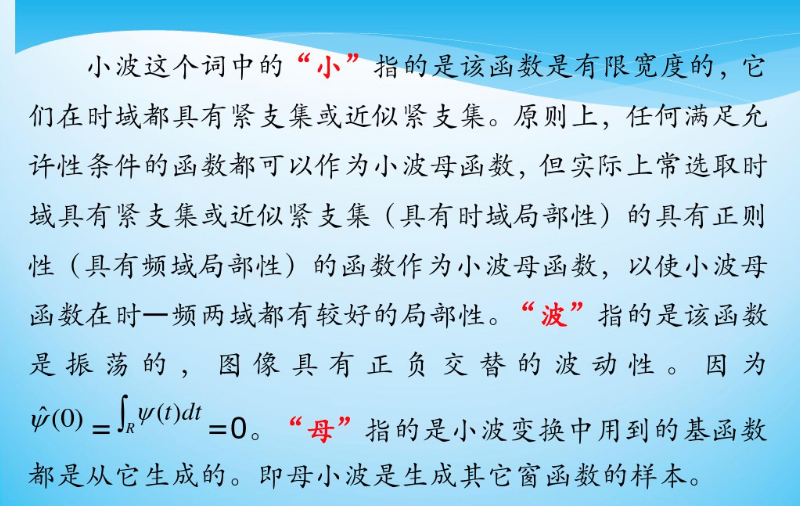 小波这个词中的“小”指的是该函数是有限宽度的，它
们在时域都具有紧支集或近似紧支集。原则上，任何满足允
许性条件的函数都可以作为小波母函数，但实际上常选取时
域具有紧支集或近似紧支集（具有时域局部性）的具有正则
性（具有频域局部性）的函数作为小波母函数，以使小波母
函数在时—频两域都有较好的局部性。“波”指的是该函数
是振荡的，图像具有正负交替的波动性。因为
ψ̂(0) = ∫_R ψ(t)dt =0。“母”指的是小波变换中用到的基函数
都是从它生成的。即母小波是生成其它窗函数的样本。